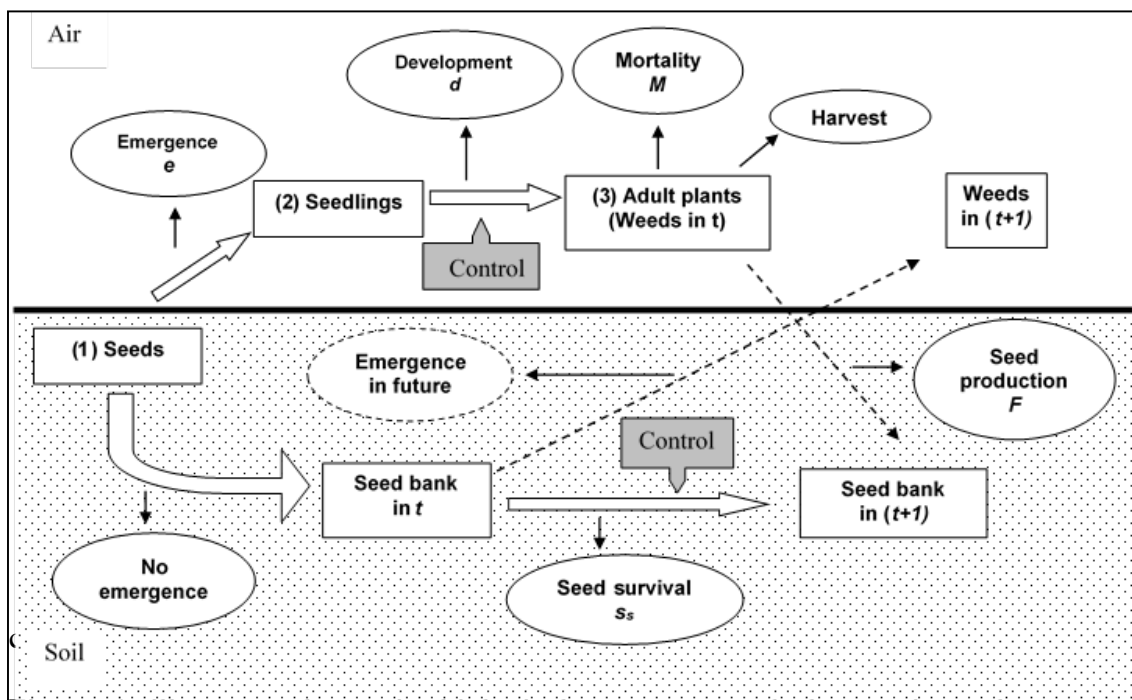 Air
Development
d
Mortality
M
Harvest
Emergence
e
(2) Seedlings
(3) Adult plants
(Weeds in t)
Weeds
in (t+1)
Control
(1) Seeds
Emergence
in future
Seed
production
F
Control
Seed bank
in t
Seed bank
in (t+1)
No
emergence
Seed survival
ss
Soil